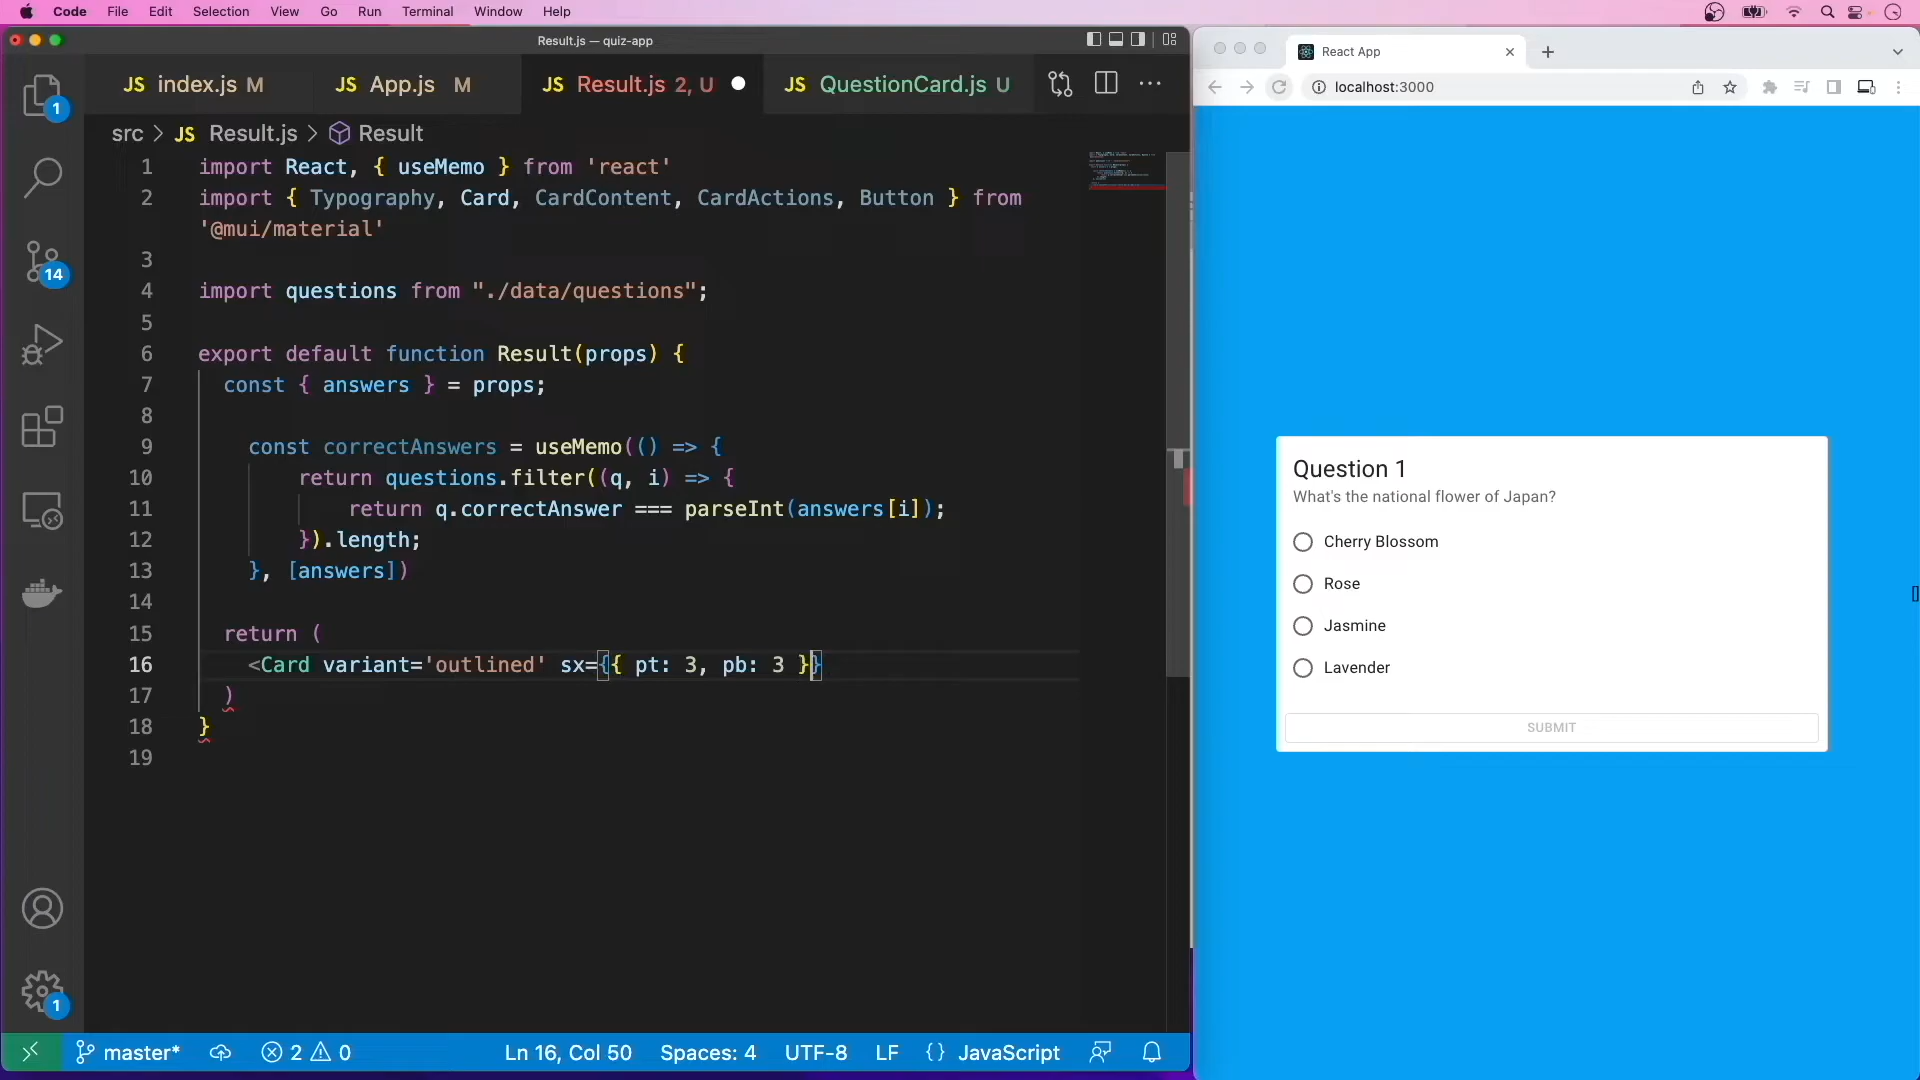 Code File Edit Selection View Go Run Terminal Window Help
Result.js — quiz-app
JS index.js M JS App.js M JS Result.js 2, U JS QuestionCard.js U
src > JS Result.js > Result
1 import React, { useMemo } from 'react'
2 import { Typography, Card, CardContent, CardActions, Button } from
'@mui/material'
3
4 import questions from "./data/questions";
5
6 export default function Result(props) {
7 const { answers } = props;
8
9 const correctAnswers = useMemo(() => {
10 return questions.filter((q, i) => {
11 return q.correctAnswer === parseInt(answers[i]);
12 }).length;
13 }, [answers])
14
15 return (
16 <Card variant='outlined' sx={{ pt: 3, pb: 3 }}
17 )
18 }
19
1
14
1
master* 2 0 Ln 16, Col 50 Spaces: 4 UTF-8 LF {} JavaScript
React App
localhost:3000
Question 1
What's the national flower of Japan?
Cherry Blossom
Rose
Jasmine
Lavender
SUBMIT